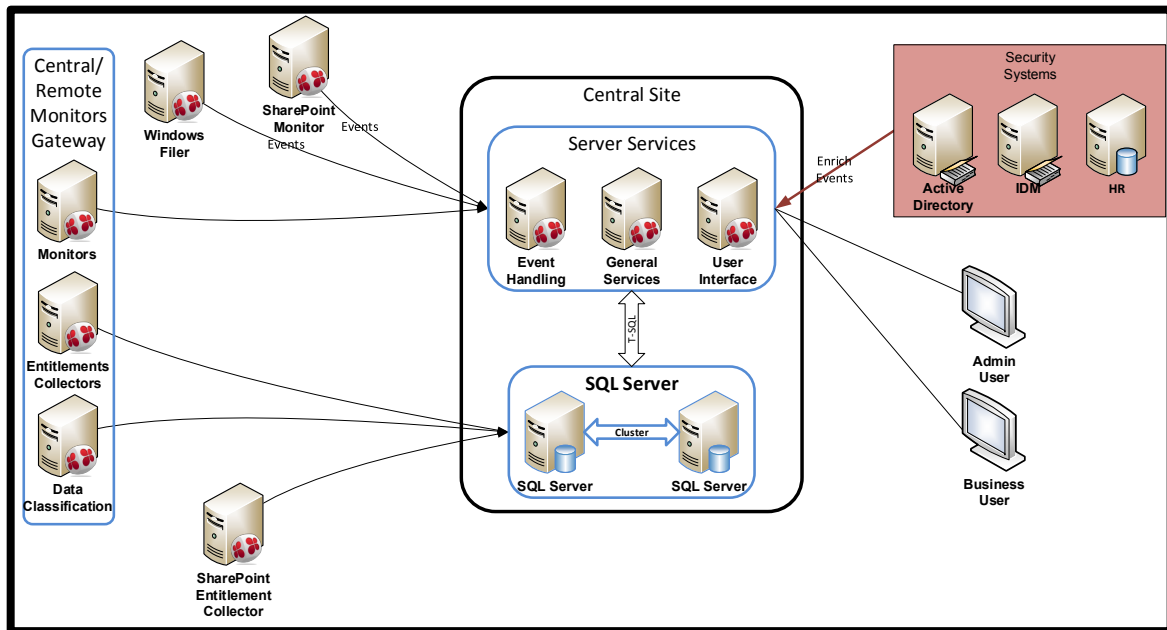 Central/
Remote
Monitors
Gateway
Monitors
Entitlements
Collectors
Data
Classification
Windows
Filer
SharePoint
Monitor
Events
Events
SharePoint
Entitlement
Collector
Central Site
Server Services
Event
Handling
General
Services
User
Interface
T-SQL
SQL Server
Cluster
SQL Server
SQL Server
Security
Systems
Active
Directory
IDM
HR
Enrich
Events
Admin
User
Business
User